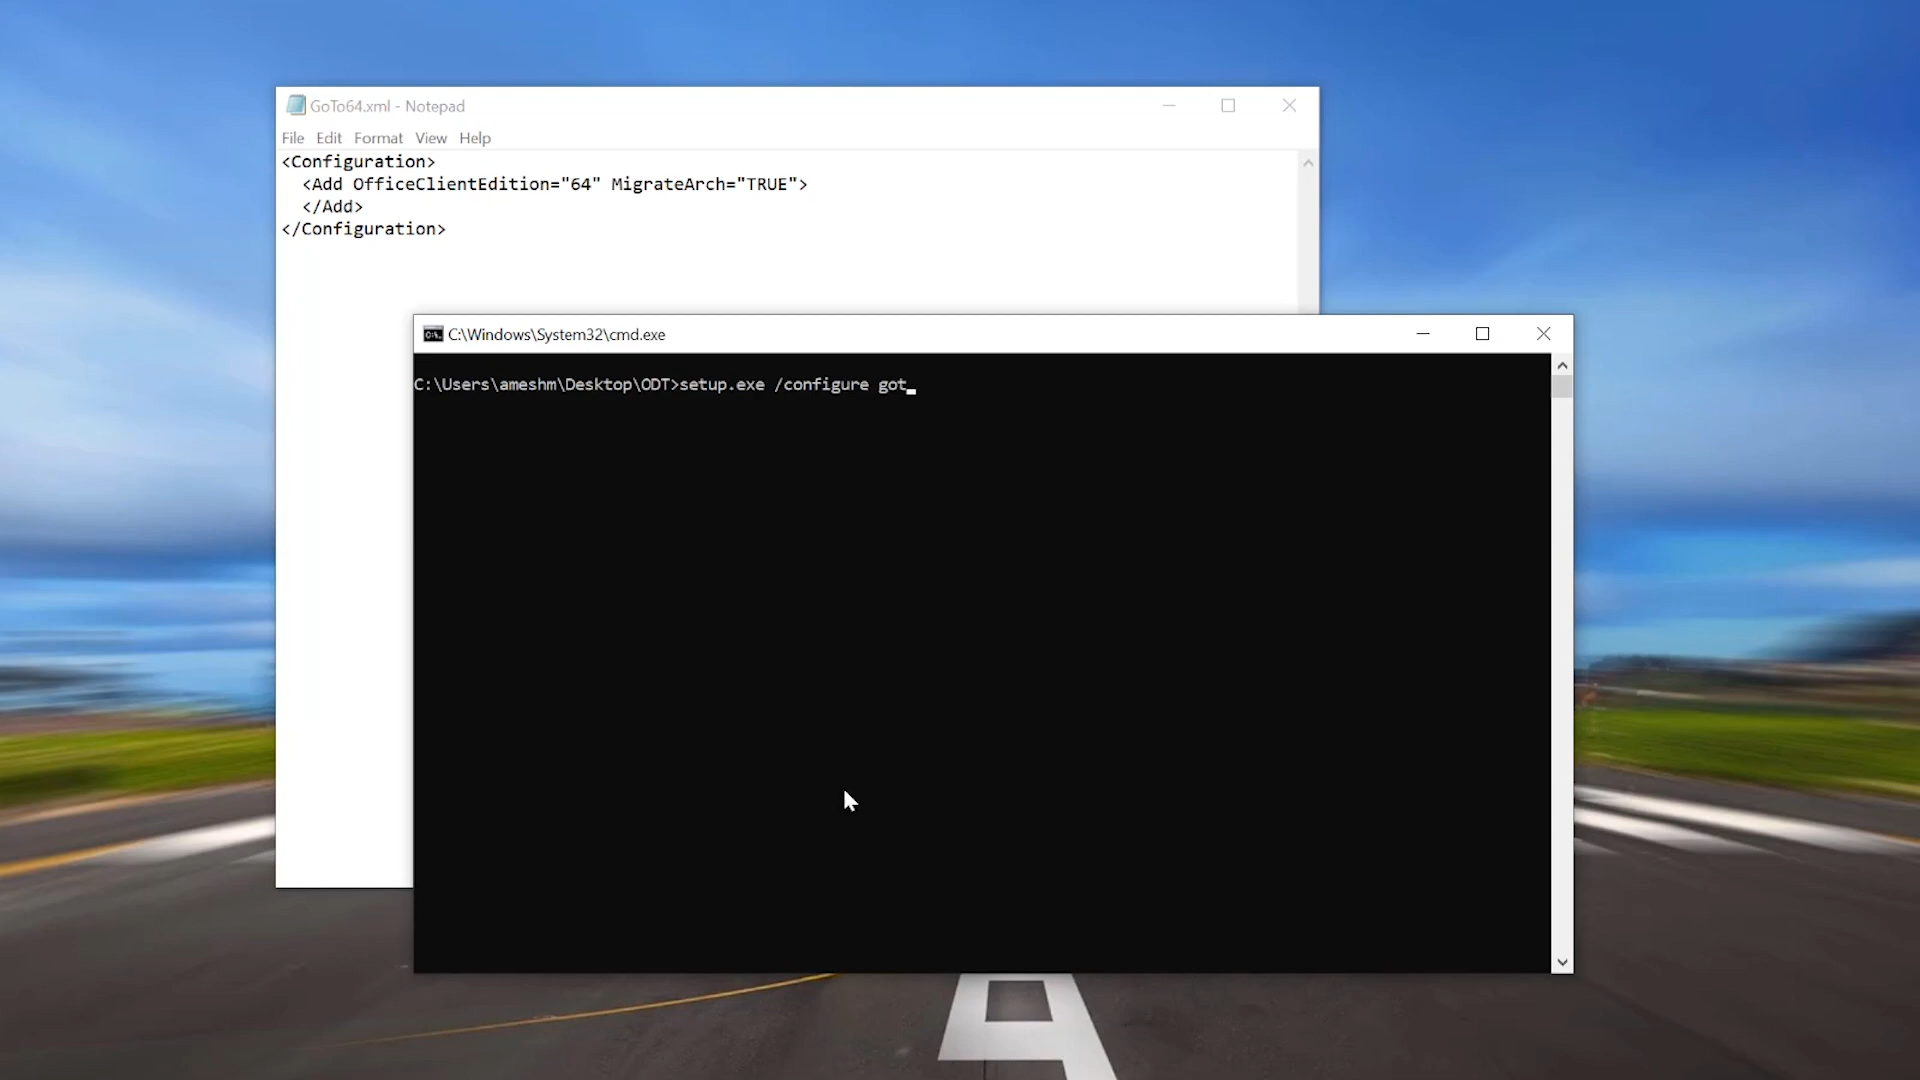 GoTo64.xml - Notepad
File Edit Format View Help
<Configuration>
  <Add OfficeClientEdition="64" MigrateArch="TRUE">
  </Add>
</Configuration>
C:\Windows\System32\cmd.exe
C:\Users\ameshm\Desktop\ODT>setup.exe /configure got_